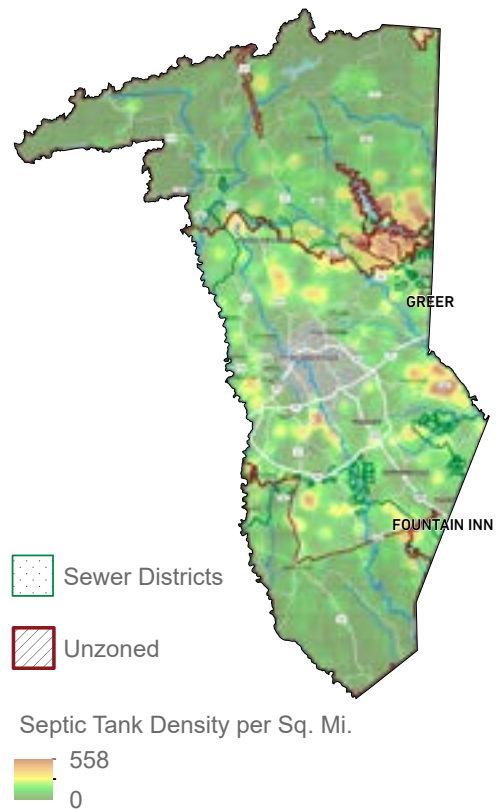 GREER
FOUNTAIN INN
Sewer Districts
Unzoned
Septic Tank Density per Sq. Mi.
558
0